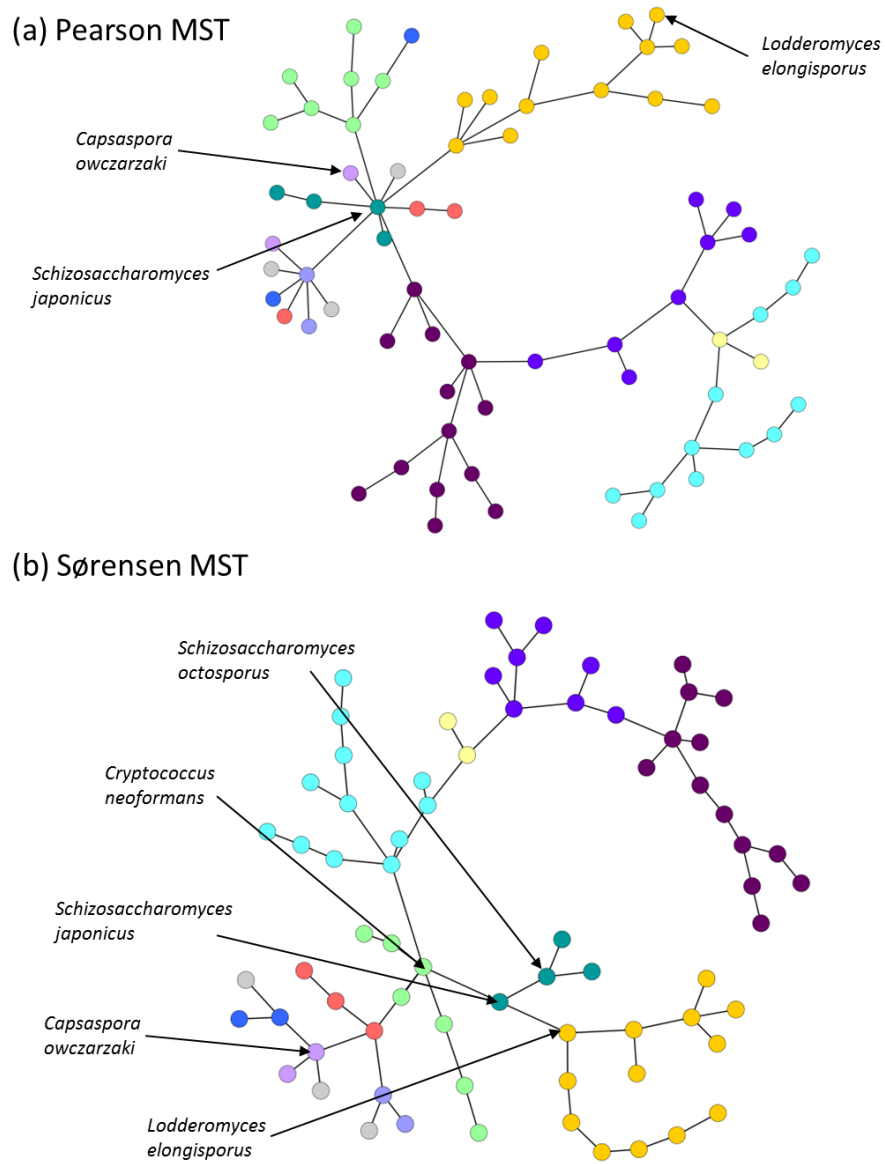 (a) Pearson MST
Lodderomyces
elongisporus
Capsaspora
owczarzaki
Schizosaccharomyces
japonicus
(b) Sørensen MST
Schizosaccharomyces
octosporus
Cryptococcus
neoformans
Schizosaccharomyces
japonicus
Capsaspora
owczarzaki
Lodderomyces
elongisporus